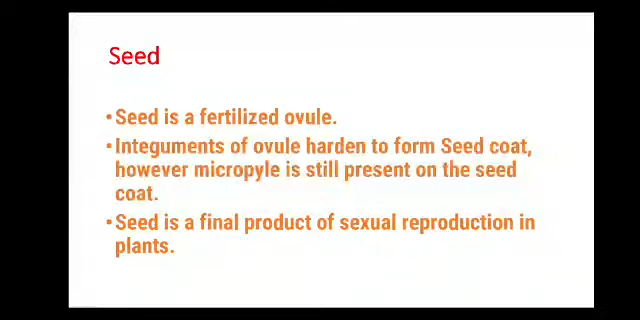 Seed
•Seed is a fertilized ovule.
•Integuments of ovule harden to form Seed coat,
however micropyle is still present on the seed
coat.
•Seed is a final product of sexual reproduction in
plants.